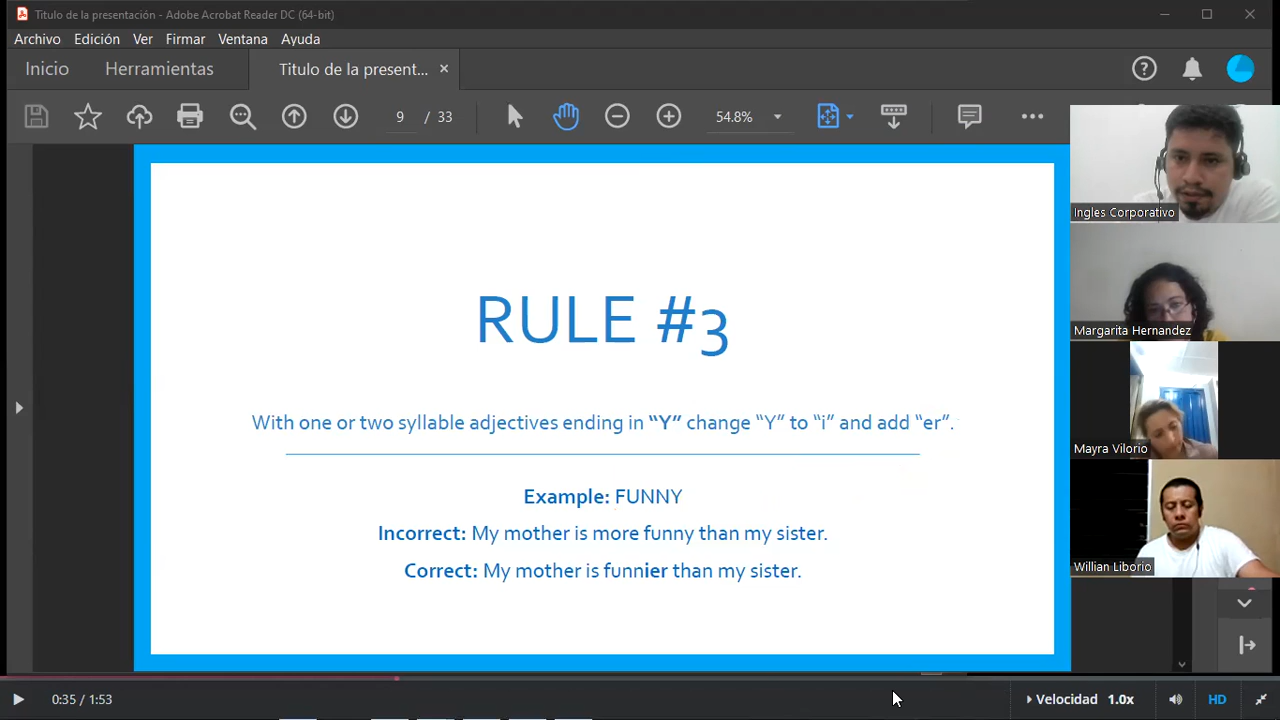 Titulo de la presentación - Adobe Acrobat Reader DC (64-bit)
Archivo Edición Ver Firmar Ventana Ayuda
Inicio Herramientas Titulo de la present... ×
9 / 33 54.8%
RULE #3
With one or two syllable adjectives ending in “Y” change “Y” to “i” and add “er”.
Example: FUNNY
Incorrect: My mother is more funny than my sister.
Correct: My mother is funnier than my sister.
Ingles Corporativo
Margarita Hernandez
Mayra Vilorio
Willian Liborio
0:35 / 1:53 Velocidad 1.0x HD